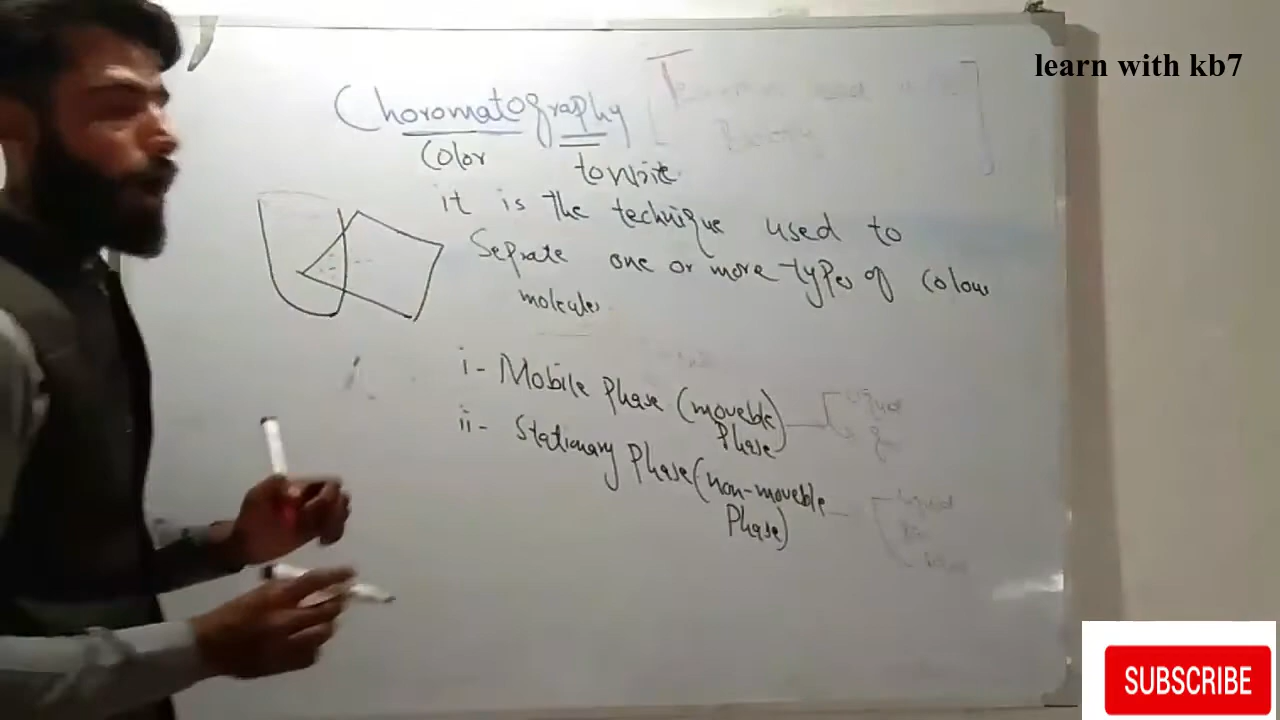 learn with kb7
Choromatography
Color
to write
it is the technique used to
Seprate one or more types of colour
molecules
i- Mobile Phase (moveble
Phase)
ii- Stationary Phase (non-moveble
Phase)
SUBSCRIBE